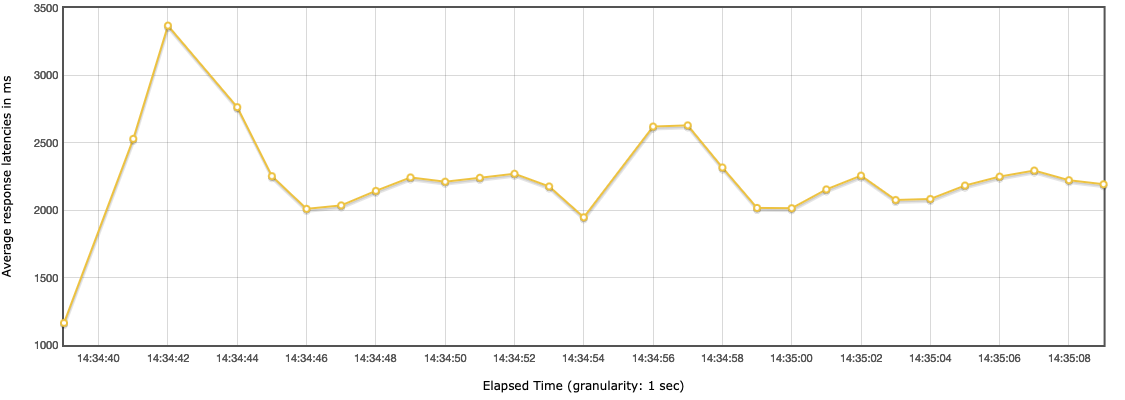 Average response latencies in ms
3500
3000
2500
2000
1500
1000
14:34:40 14:34:42 14:34:44 14:34:46 14:34:48 14:34:50 14:34:52 14:34:54 14:34:56 14:34:58 14:35:00 14:35:02 14:35:04 14:35:06 14:35:08
Elapsed Time (granularity: 1 sec)